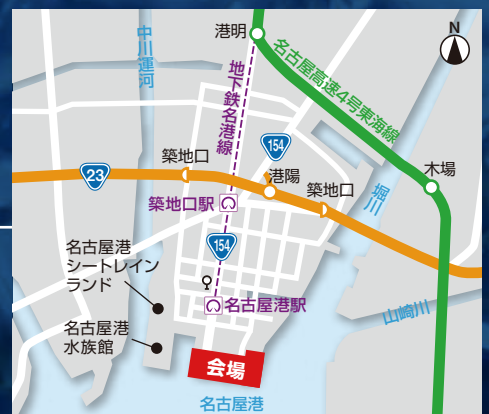 港明
N
中川
運河
名古屋高速4号東海線
地下鉄名港線
154
築地口
港陽
木場
23
築地口
堀川
築地口駅
154
名古屋港
シートレイン
ランド
名古屋港駅
山崎川
名古屋港
水族館
会場
名古屋港